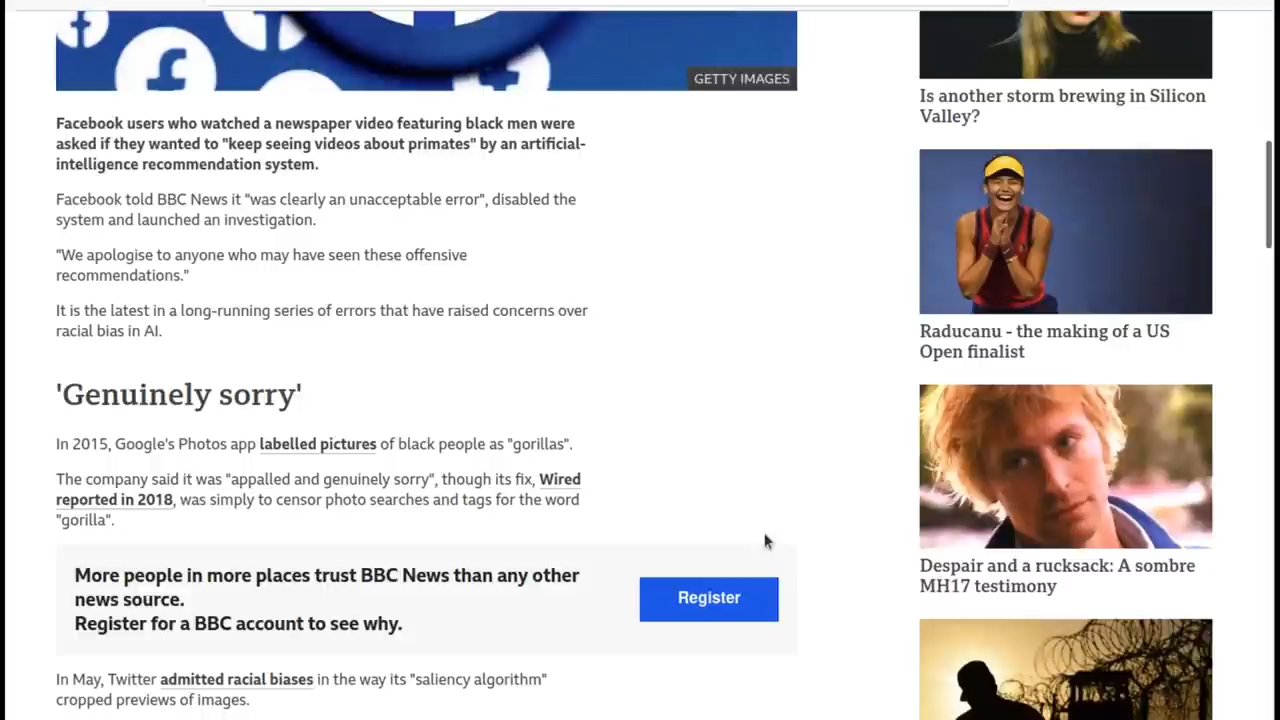 GETTY IMAGES
Facebook users who watched a newspaper video featuring black men were
asked if they wanted to "keep seeing videos about primates" by an artificial-
intelligence recommendation system.
Facebook told BBC News it "was clearly an unacceptable error", disabled the
system and launched an investigation.
"We apologise to anyone who may have seen these offensive
recommendations."
It is the latest in a long-running series of errors that have raised concerns over
racial bias in AI.
'Genuinely sorry'
In 2015, Google's Photos app labelled pictures of black people as "gorillas".
The company said it was "appalled and genuinely sorry", though its fix, Wired
reported in 2018, was simply to censor photo searches and tags for the word
"gorilla".
More people in more places trust BBC News than any other
news source.
Register for a BBC account to see why.
Register
In May, Twitter admitted racial biases in the way its "saliency algorithm"
cropped previews of images.
Is another storm brewing in Silicon
Valley?
Raducanu - the making of a US
Open finalist
Despair and a rucksack: A sombre
MH17 testimony